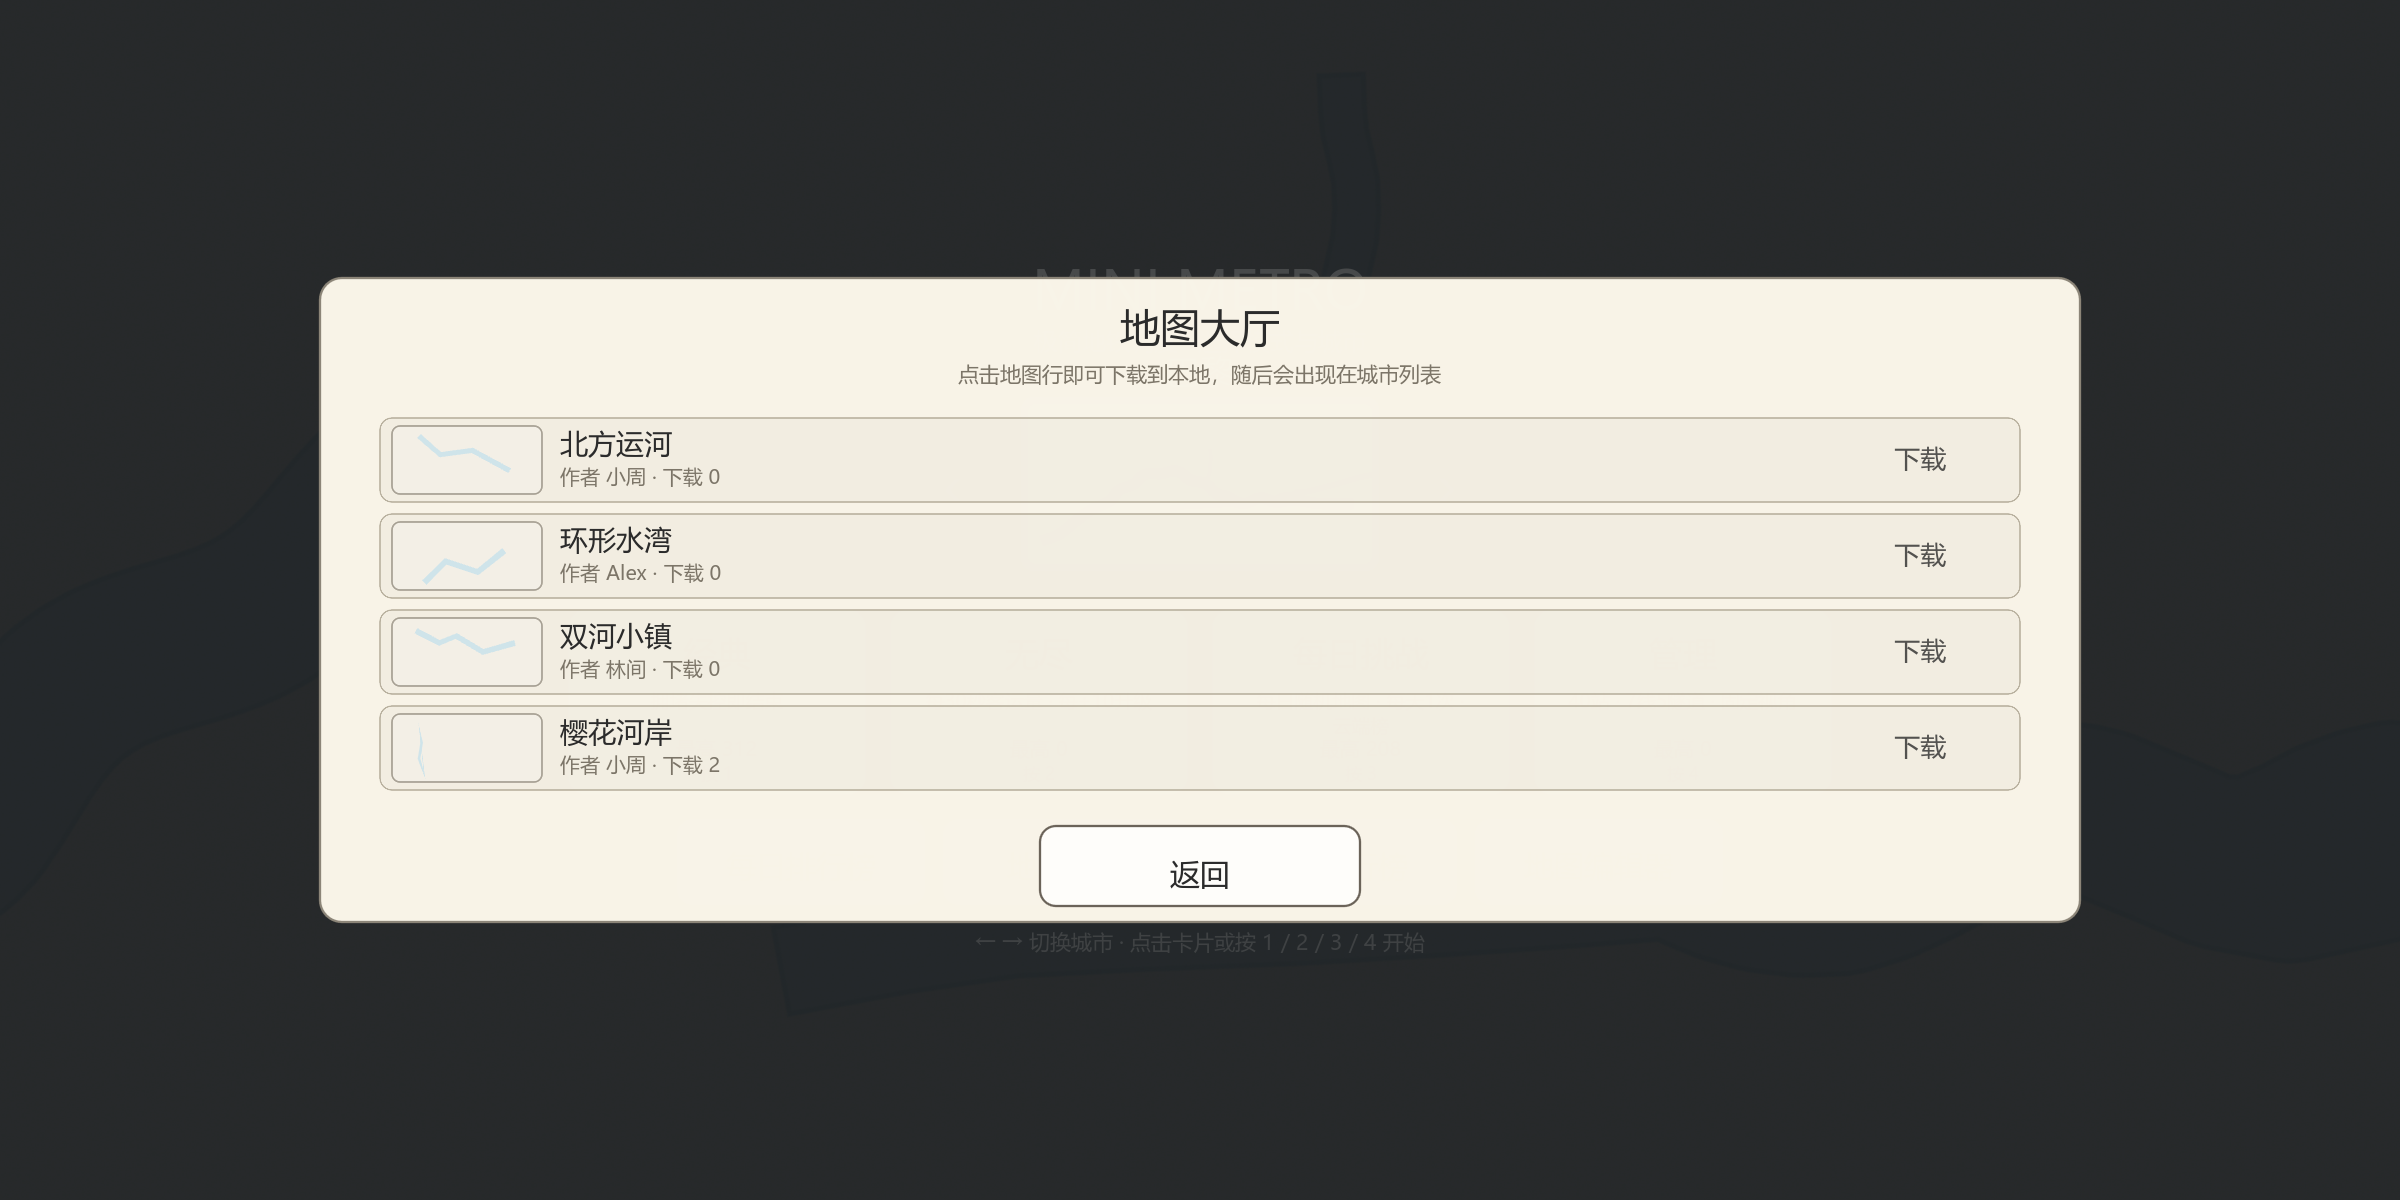 MINI METRO
地图大厅
点击地图行即可下载到本地，随后会出现在城市列表
北方运河
作者 小周 · 下载 0
下载
环形水湾
作者 Alex · 下载 0
下载
双河小镇
作者 林间 · 下载 0
下载
樱花河岸
作者 小周 · 下载 2
下载
返回
← → 切换城市 · 点击卡片或按 1 / 2 / 3 / 4 开始